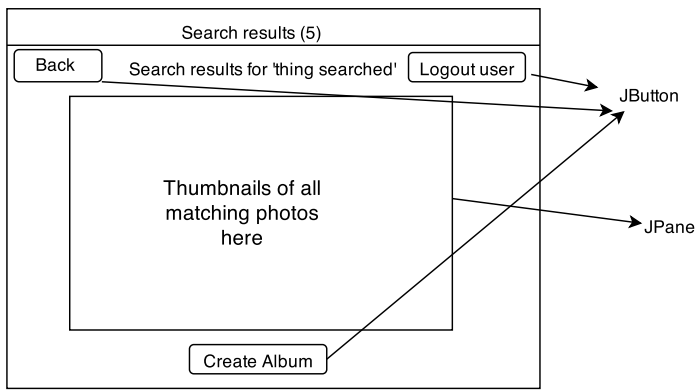 Search results (5)
Back
Search results for 'thing searched'
Logout user
JButton
Thumbnails of all
matching photos
here
JPane
Create Album